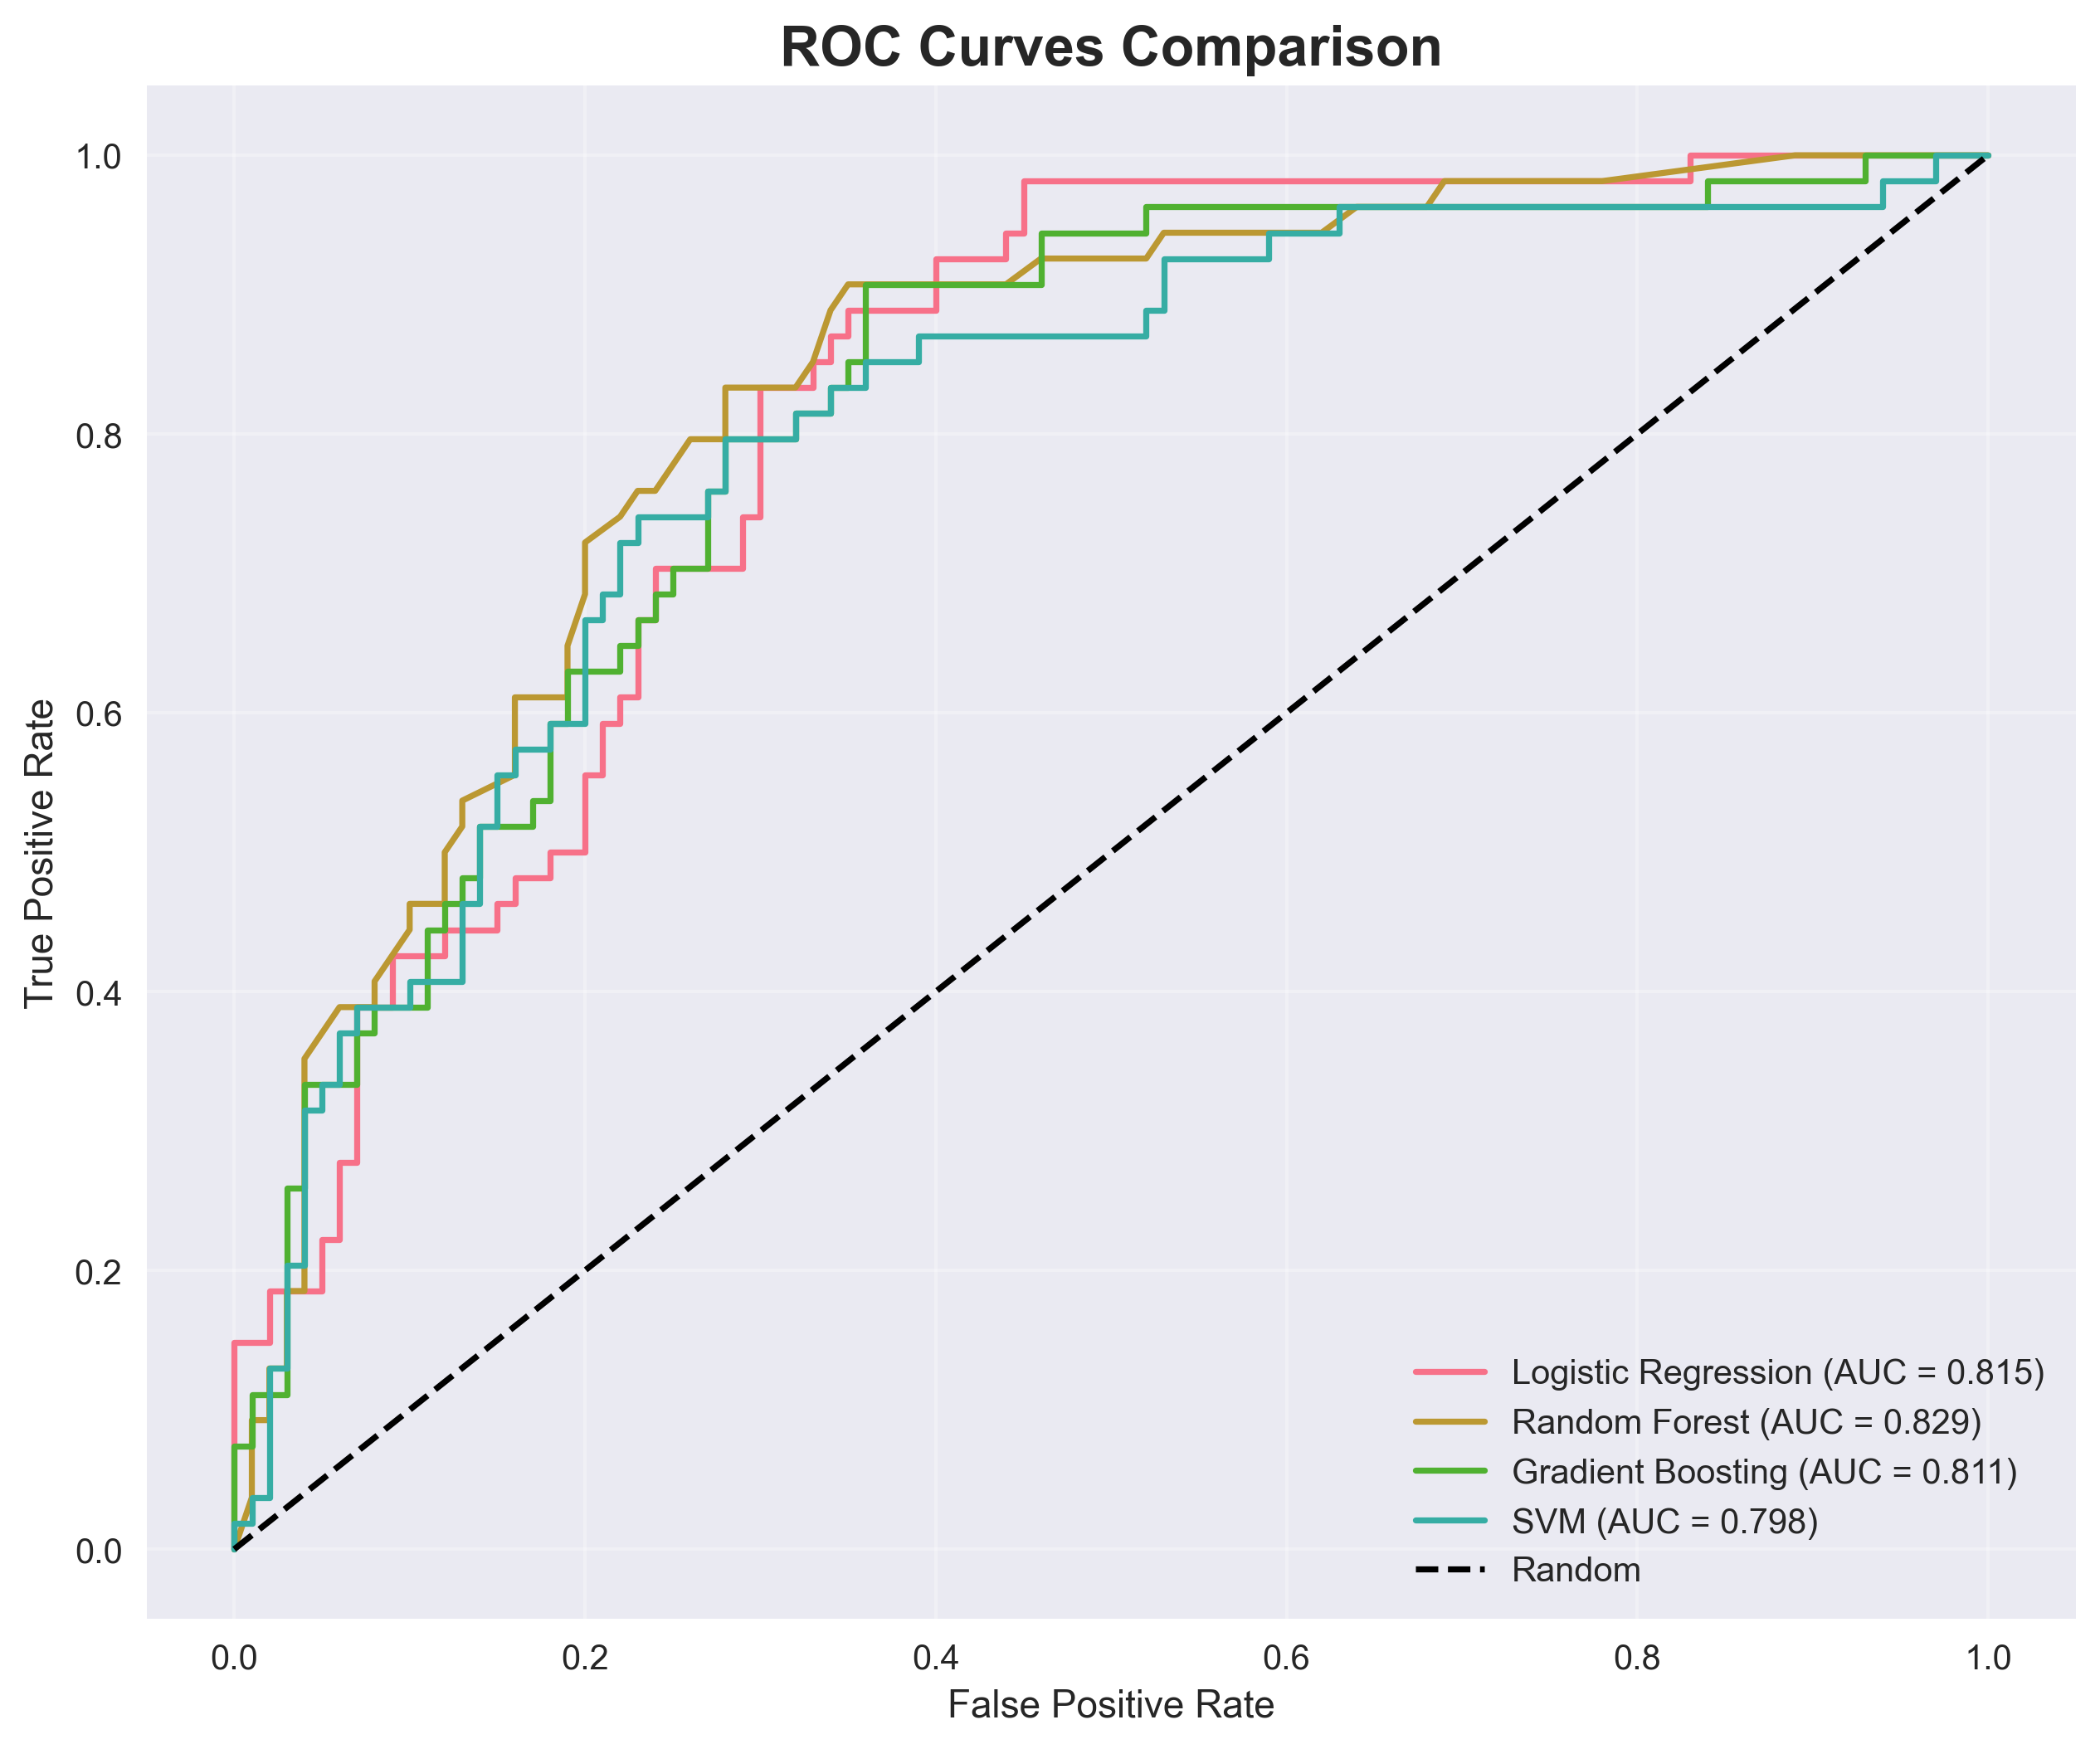 ROC Curves Comparison
True Positive Rate
1.0
0.8
0.6
0.4
0.2
0.0
Logistic Regression (AUC = 0.815)
Random Forest (AUC = 0.829)
Gradient Boosting (AUC = 0.811)
SVM (AUC = 0.798)
Random
0.0 0.2 0.4 0.6 0.8 1.0
False Positive Rate